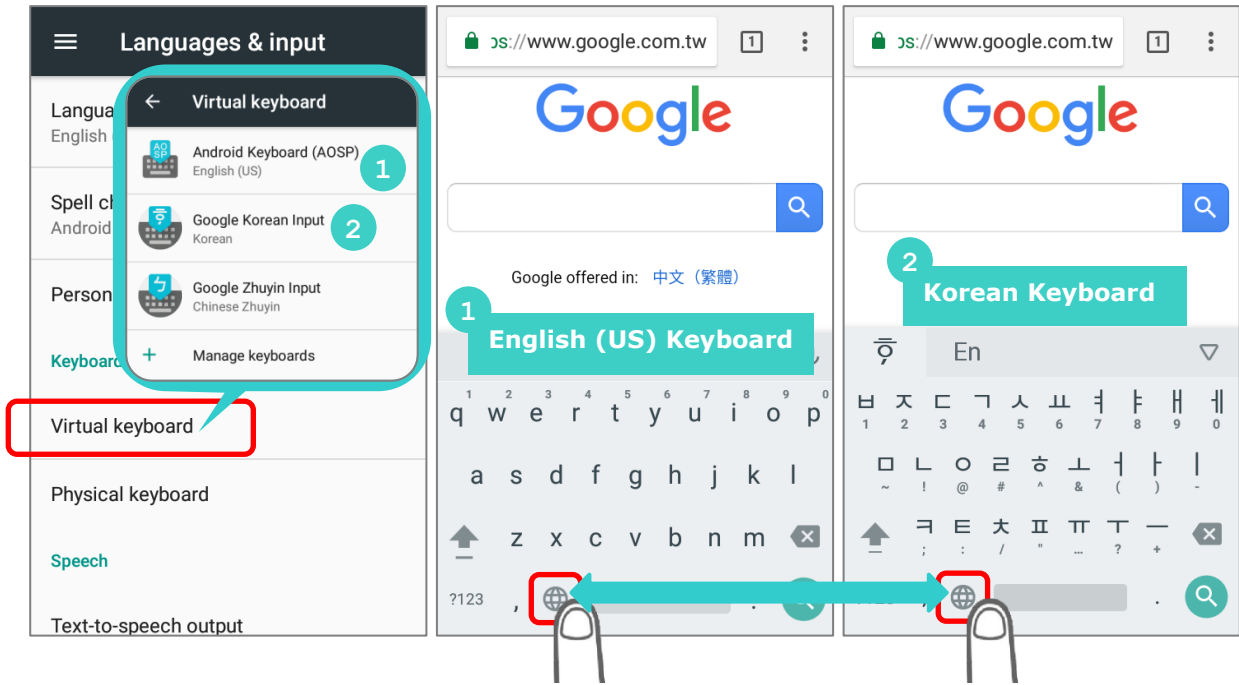 Languages & input
Langua
English
Spell ch
Android
Person
Keyboard
Virtual keyboard
Physical keyboard
Speech
Text-to-speech output
Virtual keyboard
Android Keyboard (AOSP)
English (US)
1
Google Korean Input
Korean
2
Google Zhuyin Input
Chinese Zhuyin
Manage keyboards
AO
SP
ㅎ
ㄅ
://www.google.com.tw
1
Google
Google offered in: 中文（繁體）
1
English (US) Keyboard
1 2 3 4 5 6 7 8 9 0
q w e r t y u i o p
a s d f g h j k l
z x c v b n m
?123 , .
s://www.google.com.tw
1
Google
2
Korean Keyboard
En
ㅂ ㅈ ㄷ ㄱ ㅅ ㅛ ㅕ ㅑ ㅐ ㅔ
1 2 3 4 5 6 7 8 9 0
ㅁ ㄴ ㅇ ㄹ ㅎ ㅗ ㅓ ㅏ ㅣ
~ ! @ # ^ & ( ) -
ㅋ ㅌ ㅊ ㅍ ㅠ ㅜ ㅡ
; : / " … ? +
.